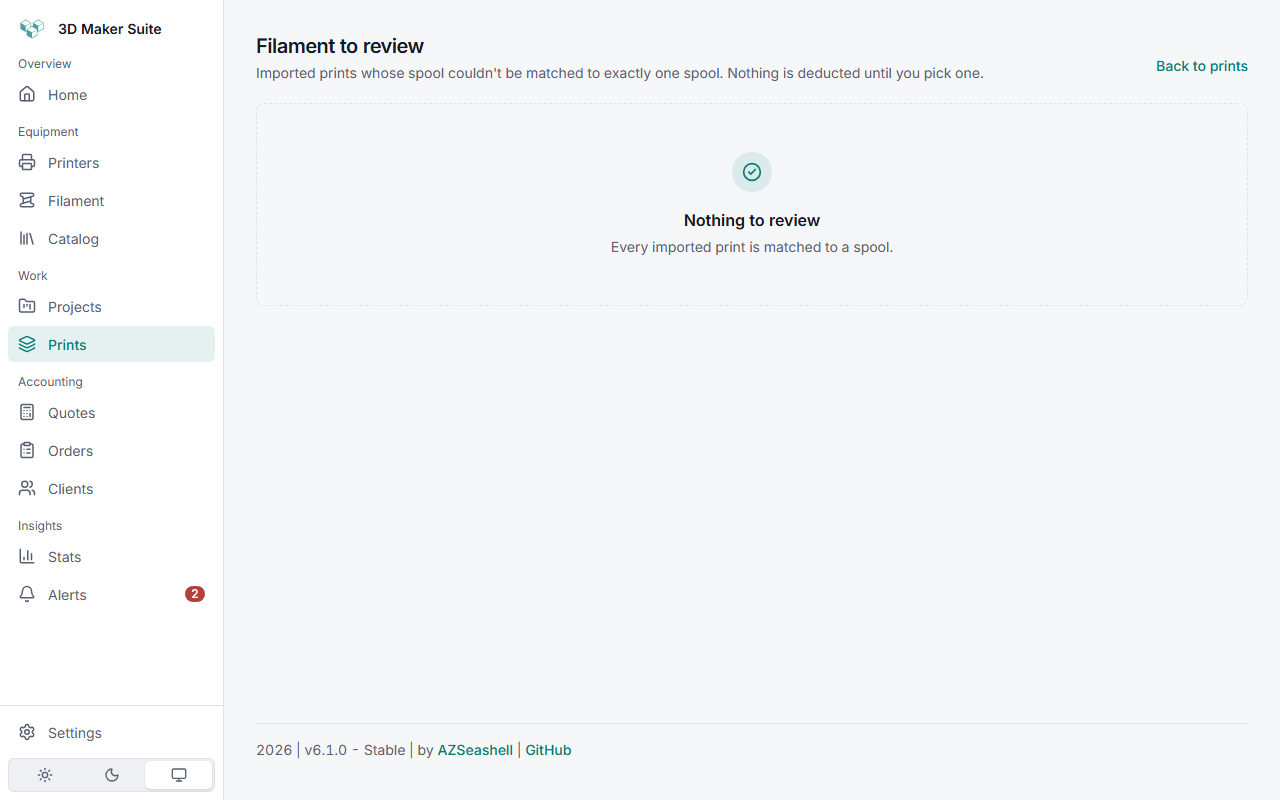 3D Maker Suite
Overview
Home
Equipment
Printers
Filament
Catalog
Work
Projects
Prints
Accounting
Quotes
Orders
Clients
Insights
Stats
Alerts 2
Settings
Filament to review
Imported prints whose spool couldn't be matched to exactly one spool. Nothing is deducted until you pick one.
Back to prints
Nothing to review
Every imported print is matched to a spool.
2026 | v6.1.0 - Stable | by AZSeashell | GitHub